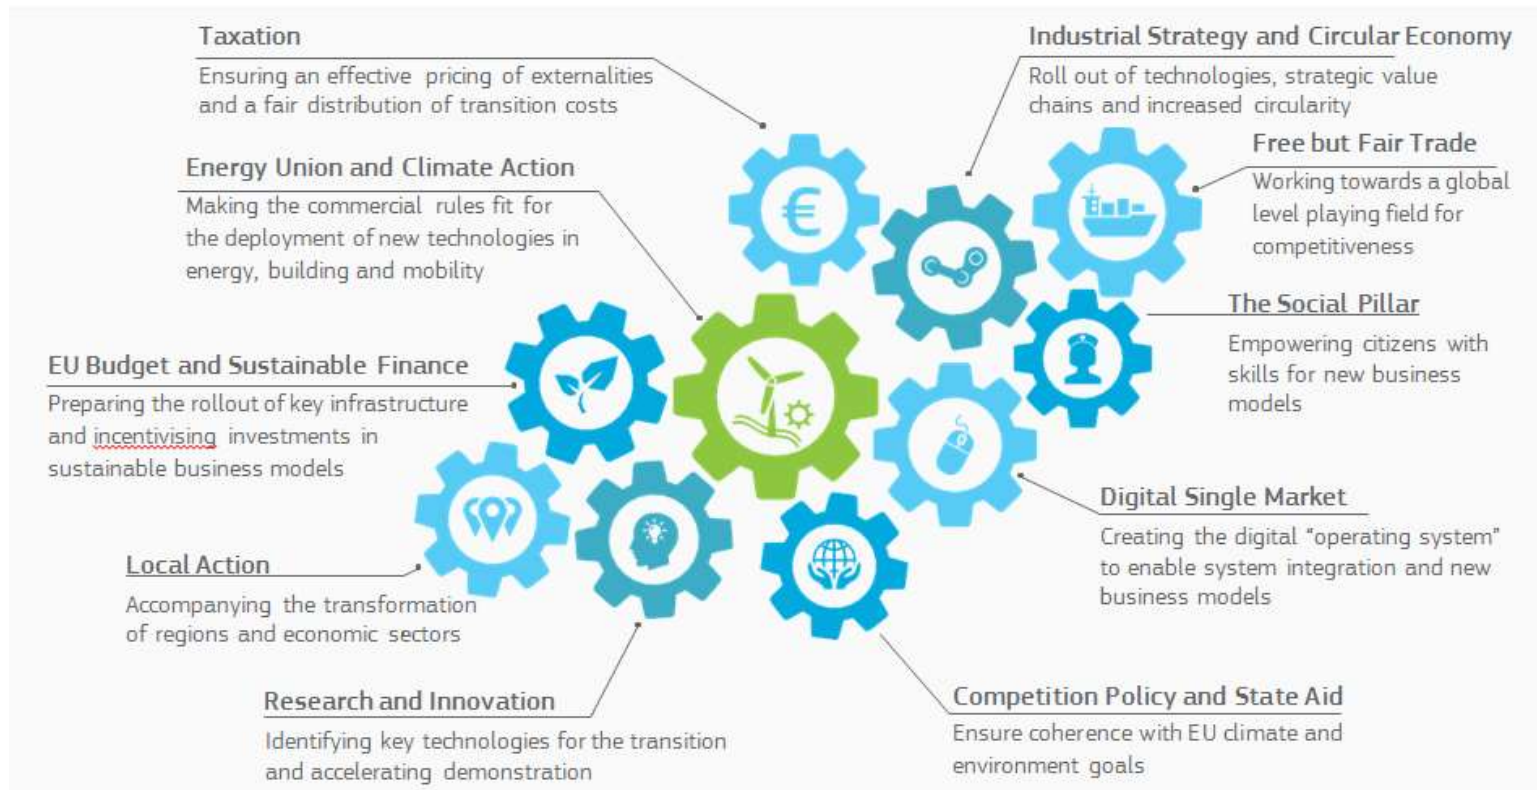 Taxation
Ensuring an effective pricing of externalities
and a fair distribution of transition costs
Industrial Strategy and Circular Economy
Roll out of technologies, strategic value
chains and increased circularity
Free but Fair Trade
Working towards a global
level playing field for
competitiveness
Energy Union and Climate Action
Making the commercial rules fit for
the deployment of new technologies in
energy, building and mobility
€
The Social Pillar
Empowering citizens with
skills for new business
models
EU Budget and Sustainable Finance
Preparing the rollout of key infrastructure
and incentivising investments in
sustainable business models
Digital Single Market
Creating the digital “operating system”
to enable system integration and new
business models
Local Action
Accompanying the transformation
of regions and economic sectors
Research and Innovation
Identifying key technologies for the transition
and accelerating demonstration
Competition Policy and State Aid
Ensure coherence with EU climate and
environment goals